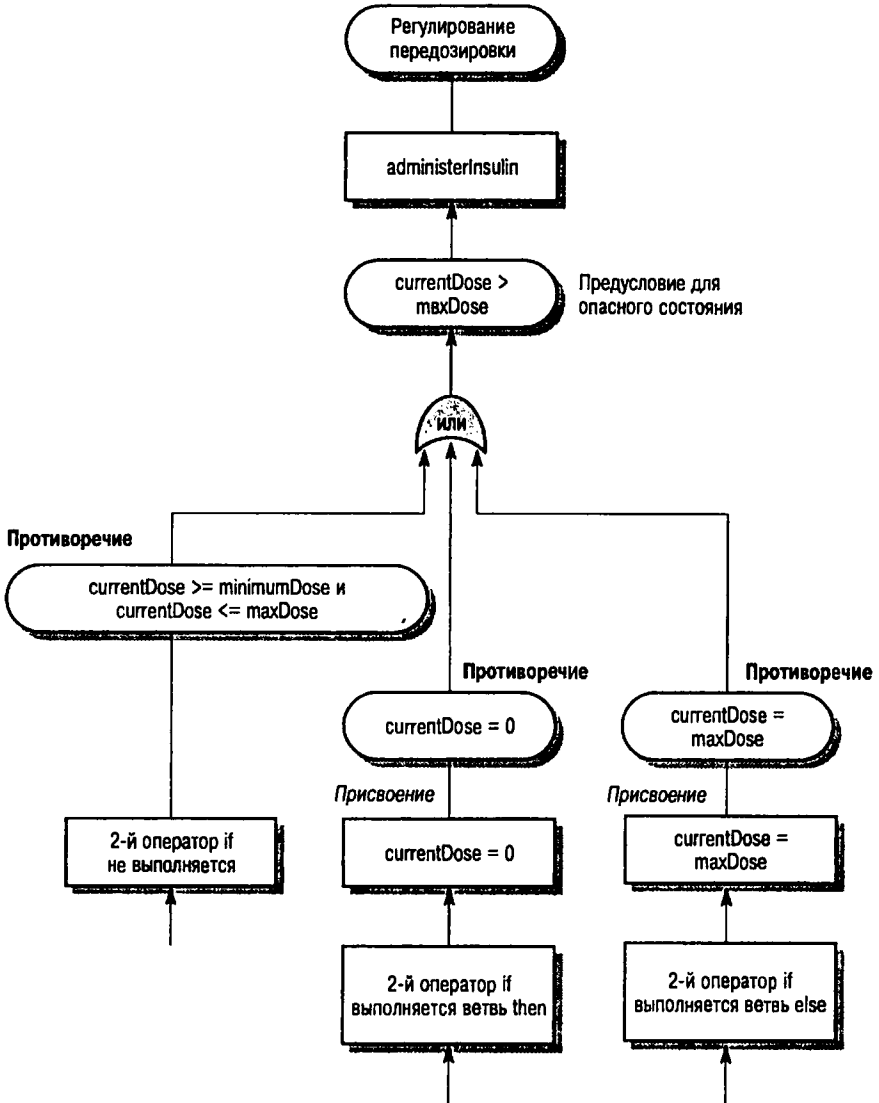 Регулирование
передозировки
administerInsulin
currentDose >
mвxDose
Предусловие для
опасного состояния
или
Противоречие
currentDose >= minimumDose и
currentDose <= maxDose
Противоречие
currentDose = 0
Противоречие
currentDose =
maxDose
Присвоение
Присвоение
2-й оператор if
не выполняется
currentDose = 0
currentDose =
maxDose
2-й оператор if
выполняется ветвь then
2-й оператор if
выполняется ветвь else